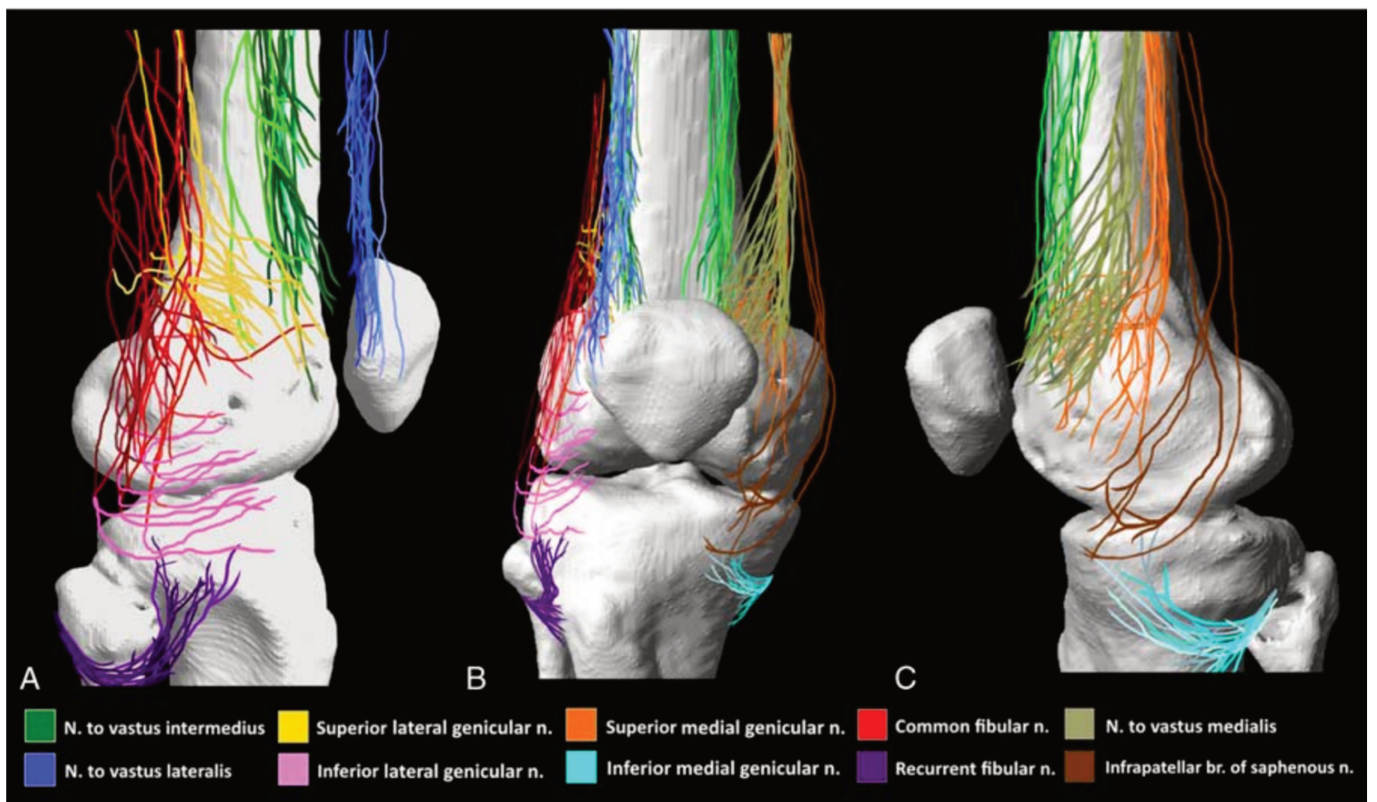 A B C
N. to vastus intermedius Superior lateral genicular n. Superior medial genicular n. Common fibular n. N. to vastus medialis
N. to vastus lateralis Inferior lateral genicular n. Inferior medial genicular n. Recurrent fibular n. Infrapatellar br. of saphenous n.